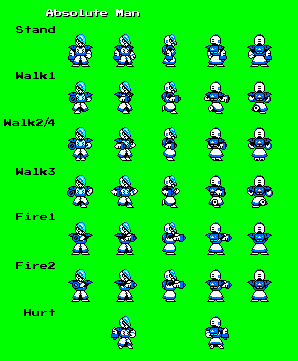 Absolute Man
Stand
Walk1
Walk2/4
Walk3
Fire1
Fire2
Hurt